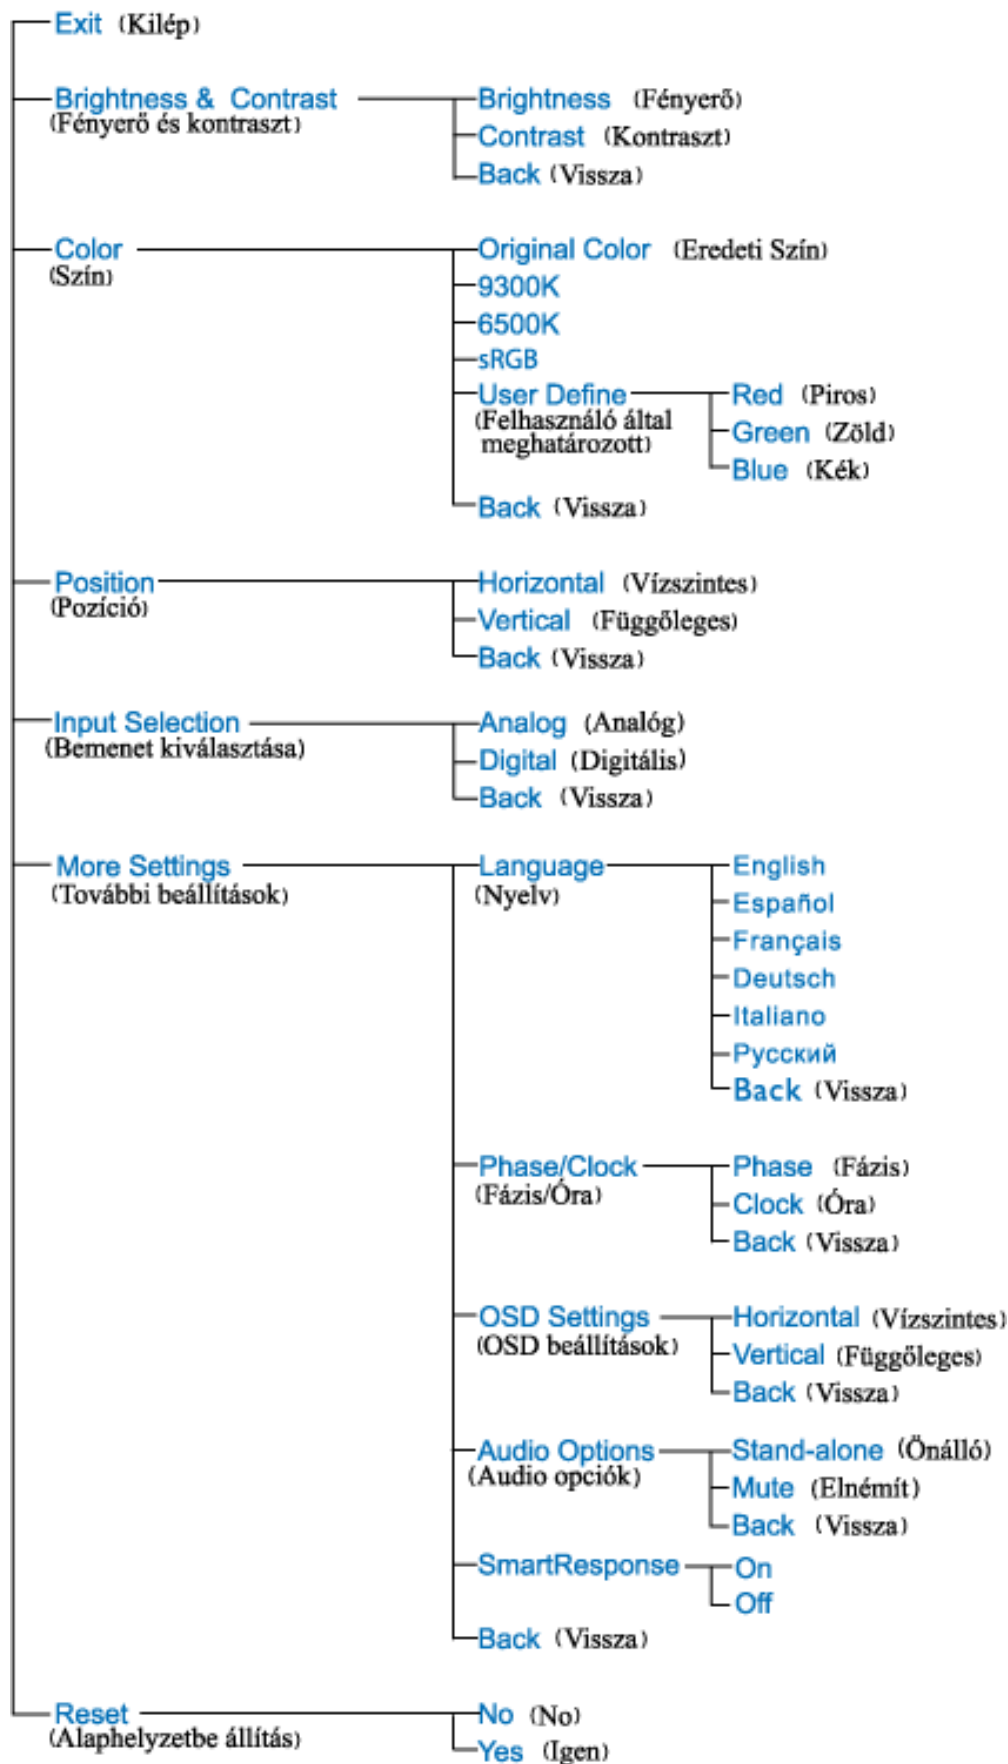 Exit (Kilép)
Brightness & Contrast
(Fényerő és kontraszt)
Brightness (Fényerő)
Contrast (Kontraszt)
Back (Vissza)
Color
(Szín)
Original Color (Eredeti Szín)
9300K
6500K
sRGB
User Define
(Felhasználó által
meghatározott)
Red (Piros)
Green (Zöld)
Blue (Kék)
Back (Vissza)
Position
(Pozíció)
Horizontal (Vízszintes)
Vertical (Függőleges)
Back (Vissza)
Input Selection
(Bemenet kiválasztása)
Analog (Analóg)
Digital (Digitális)
Back (Vissza)
More Settings
(További beállítások)
Language
(Nyelv)
English
Español
Français
Deutsch
Italiano
Русский
Back (Vissza)
Phase/Clock
(Fázis/Óra)
Phase (Fázis)
Clock (Óra)
Back (Vissza)
OSD Settings
(OSD beállítások)
Horizontal (Vízszintes)
Vertical (Függőleges)
Back (Vissza)
Audio Options
(Audio opciók)
Stand-alone (Önálló)
Mute (Elnémít)
Back (Vissza)
SmartResponse
On
Off
Back (Vissza)
Reset
(Alaphelyzetbe állítás)
No (No)
Yes (Igen)